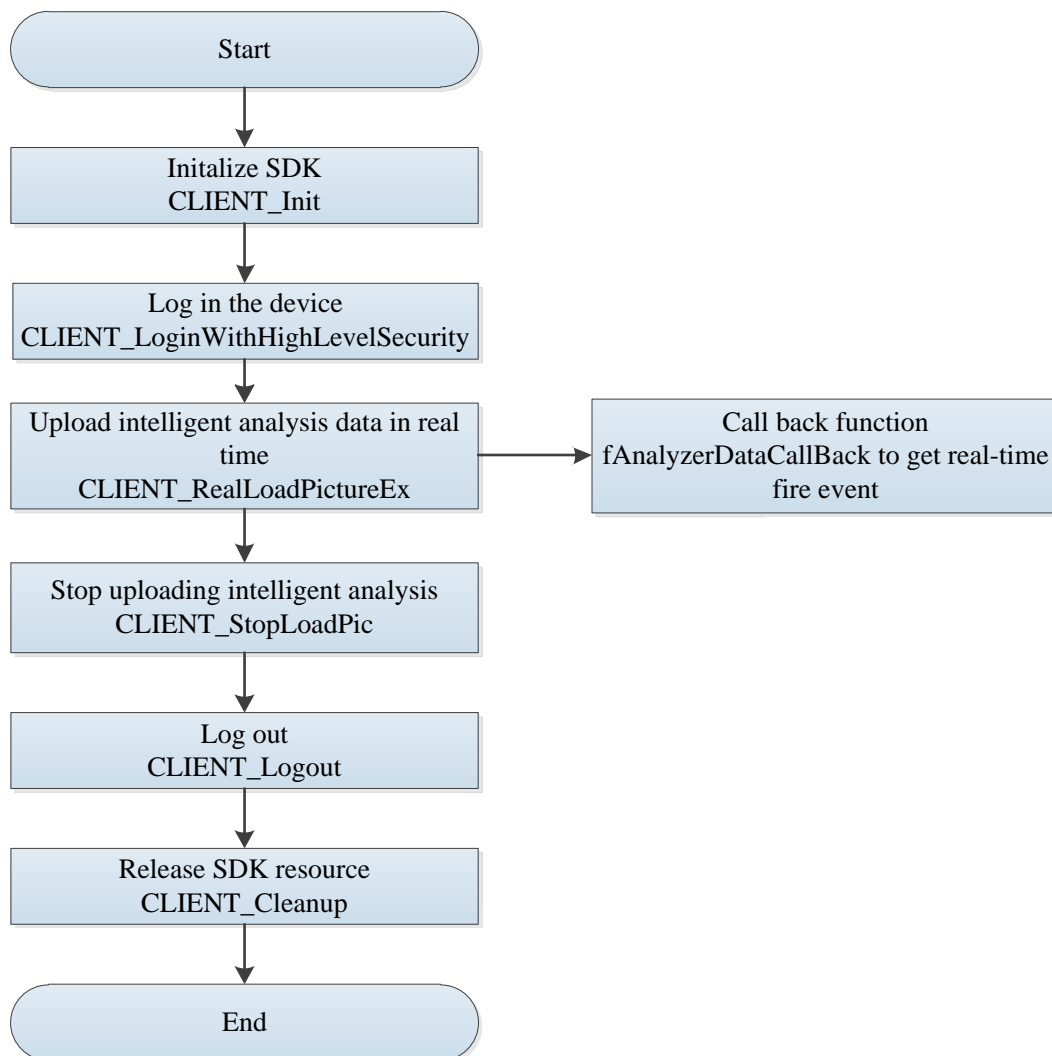 Start
Initalize SDK
CLIENT_Init
Log in the device
CLIENT_LoginWithHighLevelSecurity
Upload intelligent analysis data in real
time
CLIENT_RealLoadPictureEx
Call back function
fAnalyzerDataCallBack to get real-time
fire event
Stop uploading intelligent analysis
CLIENT_StopLoadPic
Log out
CLIENT_Logout
Release SDK resource
CLIENT_Cleanup
End